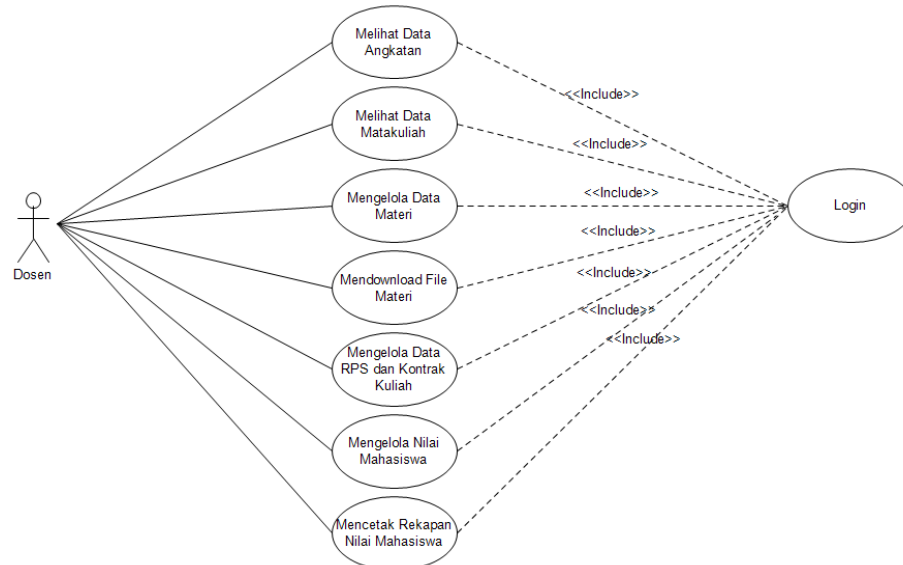 Melihat Data
Angkatan
<<Include>>
Melihat Data
Matakuliah
<<Include>>
Mengelola Data
Materi
<<Include>>
Login
Dosen
Mendownload File
Materi
<<Include>>
<<Include>>
Mengelola Data
RPS dan Kontrak
Kuliah
<<Include>>
<<Include>>
Mengelola Nilai
Mahasiswa
Mencetak Rekapan
Nilai Mahasiswa